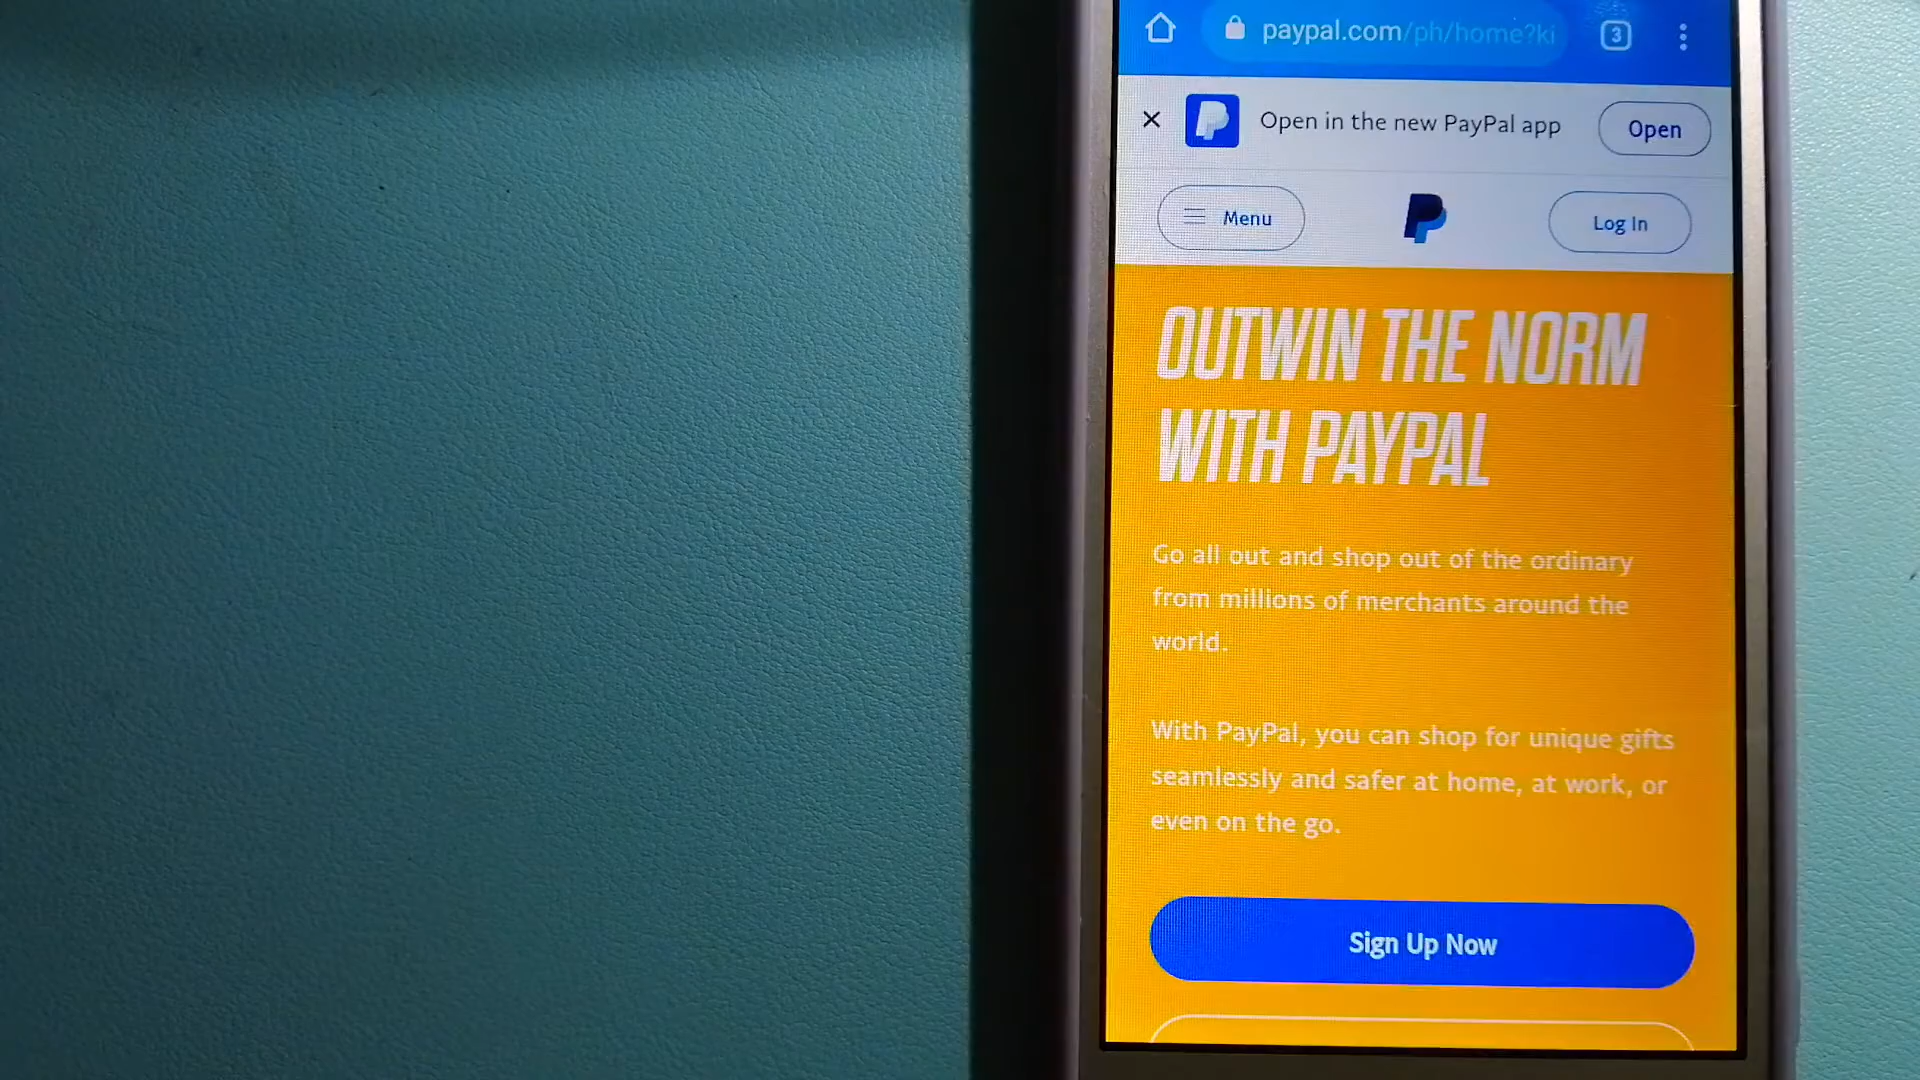 paypal.com/ph/home?ki
3
Open in the new PayPal app
Open
Menu
Log In
OUTWIN THE NORM
WITH PAYPAL
Go all out and shop out of the ordinary
from millions of merchants around the
world.
With PayPal, you can shop for unique gifts
seamlessly and safer at home, at work, or
even on the go.
Sign Up Now